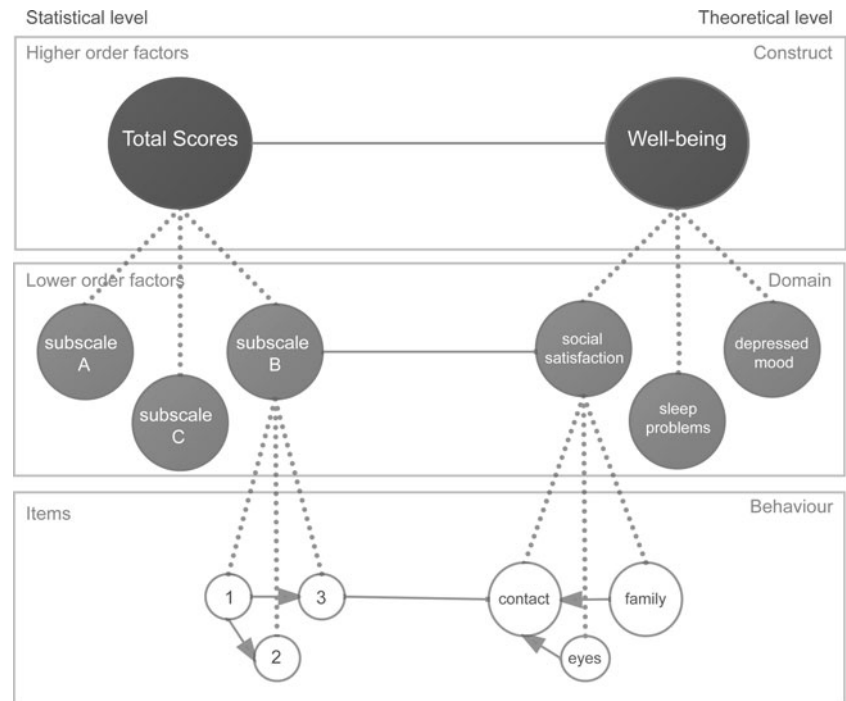 Statistical level
Theoretical level
Higher order factors
Construct
Total Scores
Well-being
Lower order factors
Domain
subscale
A
subscale
B
subscale
C
social
satisfaction
depressed
mood
sleep
problems
Items
Behaviour
1
3
2
contact
family
eyes